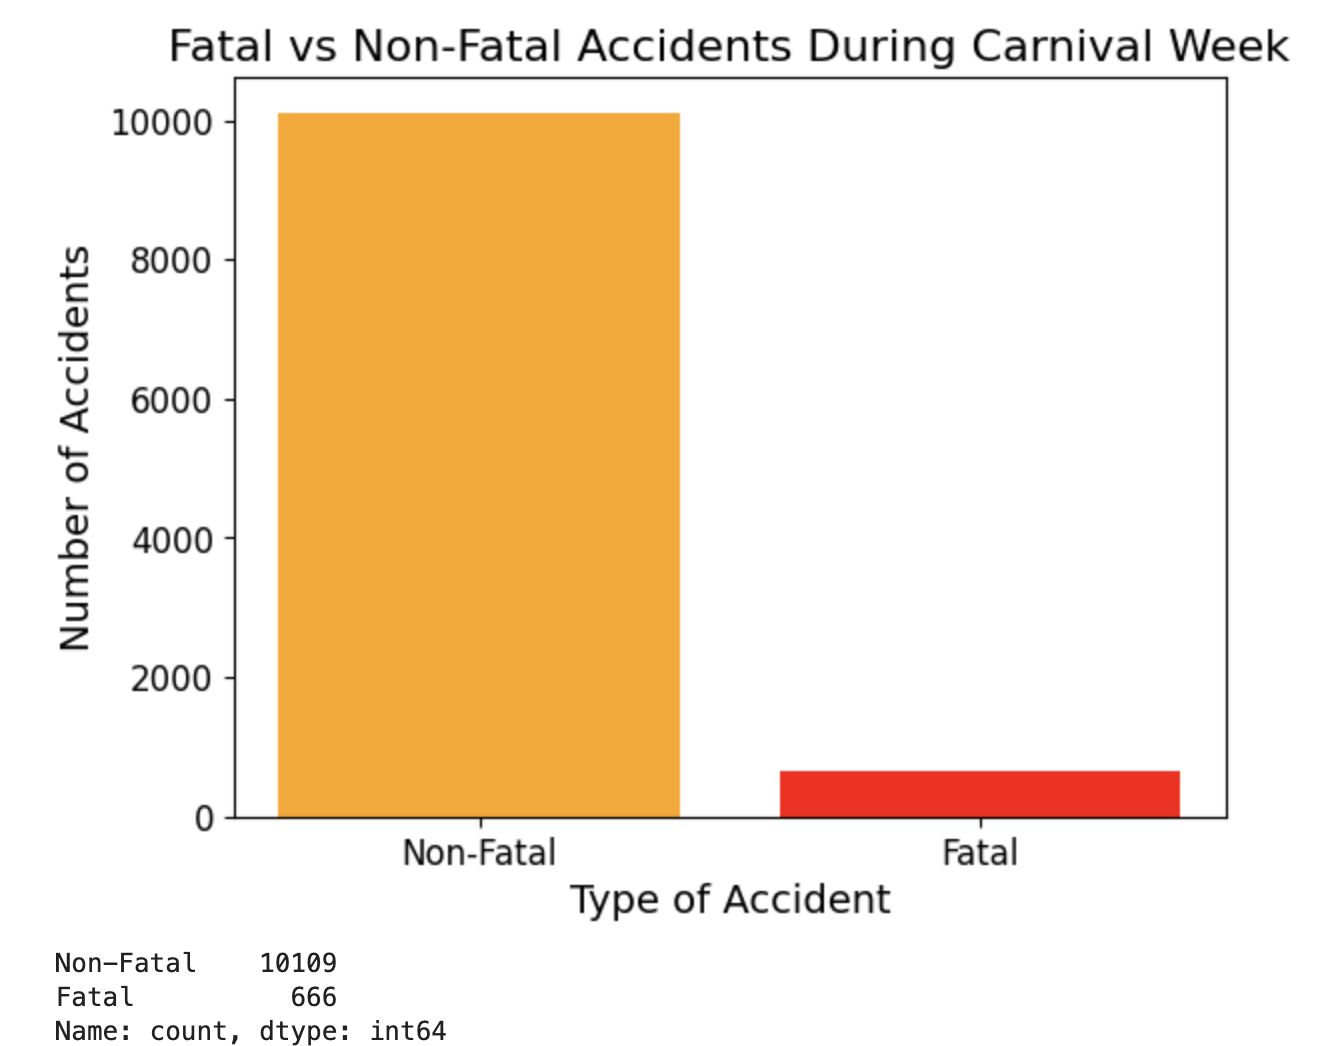 Fatal vs Non-Fatal Accidents During Carnival Week
10000
8000
6000
4000
2000
0
Number of Accidents
Non-Fatal
Fatal
Type of Accident
Non-Fatal 10109
Fatal 666
Name: count, dtype: int64